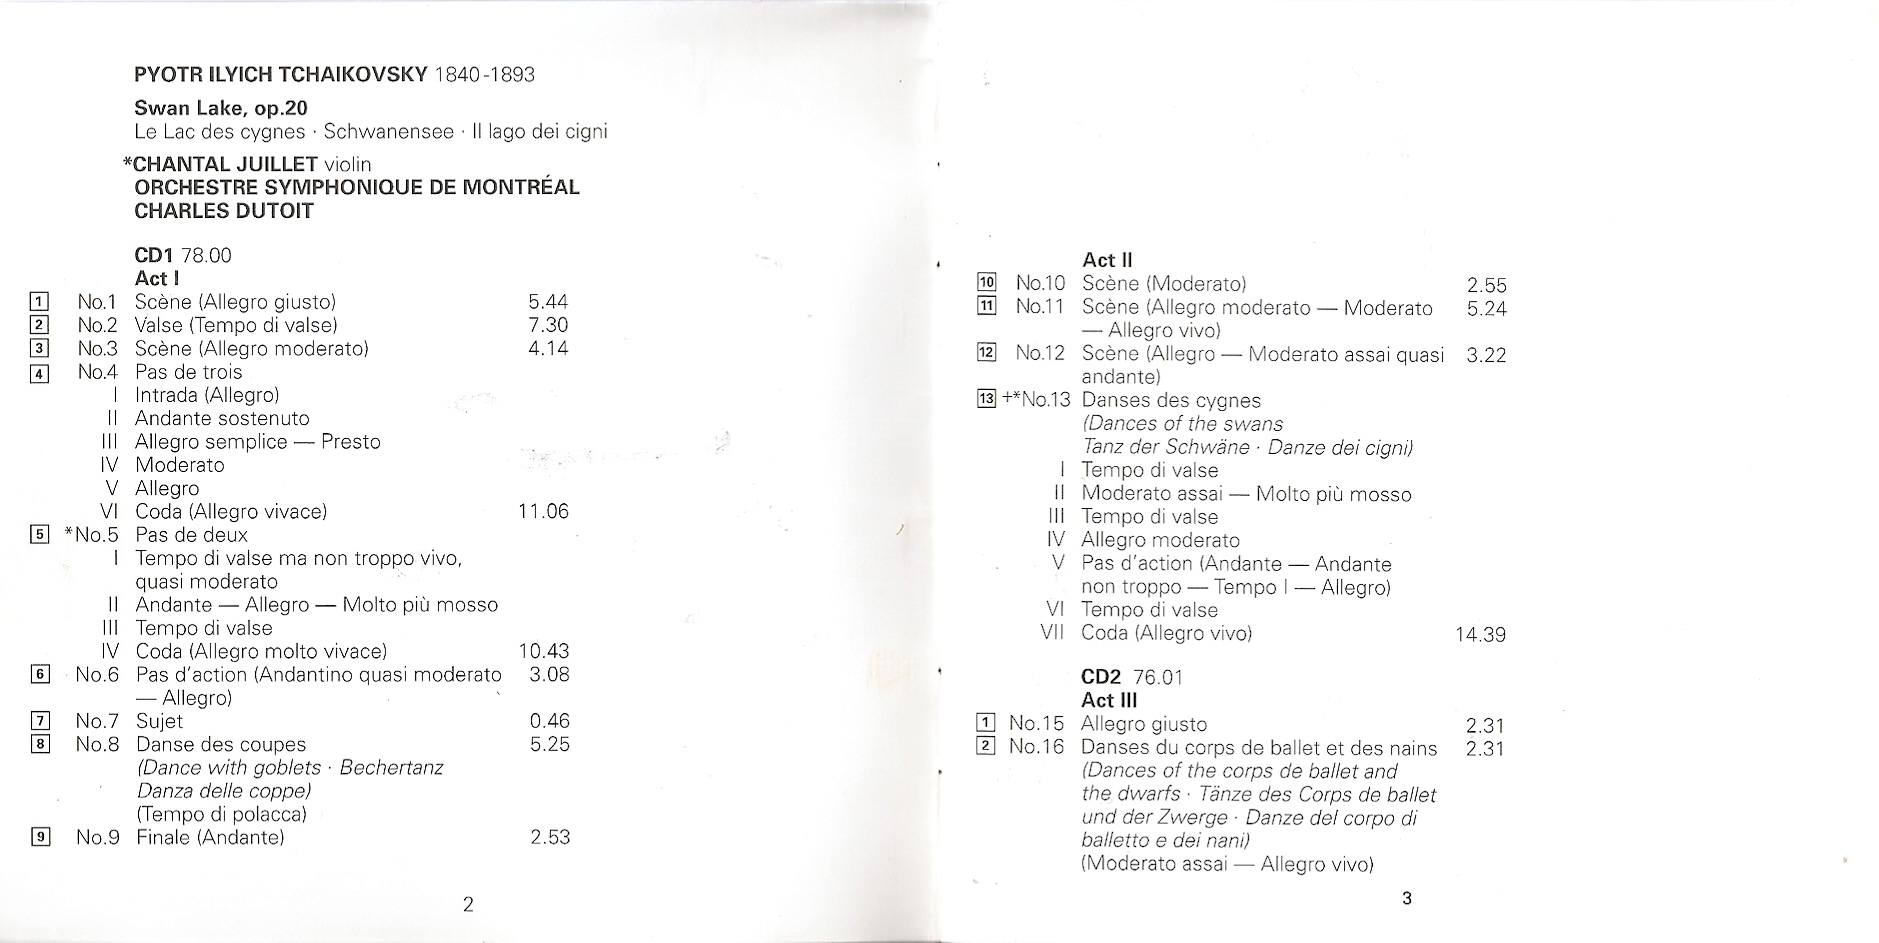 PYOTR ILYICH TCHAIKOVSKY 1840-1893
Swan Lake, op.20
Le Lac des cygnes · Schwanensee · Il lago dei cigni
*CHANTAL JUILLET violin
ORCHESTRE SYMPHONIQUE DE MONTRÉAL
CHARLES DUTOIT
CD1 78.00
Act I
1 No.1 Scène (Allegro giusto) 5.44
2 No.2 Valse (Tempo di valse) 7.30
3 No.3 Scène (Allegro moderato) 4.14
4 No.4 Pas de trois
I Intrada (Allegro)
II Andante sostenuto
III Allegro semplice — Presto
IV Moderato
V Allegro
VI Coda (Allegro vivace) 11.06
5 *No.5 Pas de deux
I Tempo di valse ma non troppo vivo,
quasi moderato
II Andante — Allegro — Molto più mosso
III Tempo di valse
IV Coda (Allegro molto vivace) 10.43
6 No.6 Pas d'action (Andantino quasi moderato 3.08
— Allegro)
7 No.7 Sujet 0.46
8 No.8 Danse des coupes 5.25
(Dance with goblets · Bechertanz
Danza delle coppe)
(Tempo di polacca)
9 No.9 Finale (Andante) 2.53
2
Act II
10 No.10 Scène (Moderato) 2.55
11 No.11 Scène (Allegro moderato — Moderato 5.24
— Allegro vivo)
12 No.12 Scène (Allegro — Moderato assai quasi 3.22
andante)
13 +*No.13 Danses des cygnes
(Dances of the swans
Tanz der Schwäne · Danze dei cigni)
I Tempo di valse
II Moderato assai — Molto più mosso
III Tempo di valse
IV Allegro moderato
V Pas d'action (Andante — Andante
non troppo — Tempo I — Allegro)
VI Tempo di valse
VII Coda (Allegro vivo) 14.39
CD2 76.01
Act III
1 No.15 Allegro giusto 2.31
2 No.16 Danses du corps de ballet et des nains 2.31
(Dances of the corps de ballet and
the dwarfs · Tänze des Corps de ballet
und der Zwerge · Danze del corpo di
balletto e dei nani)
(Moderato assai — Allegro vivo)
3